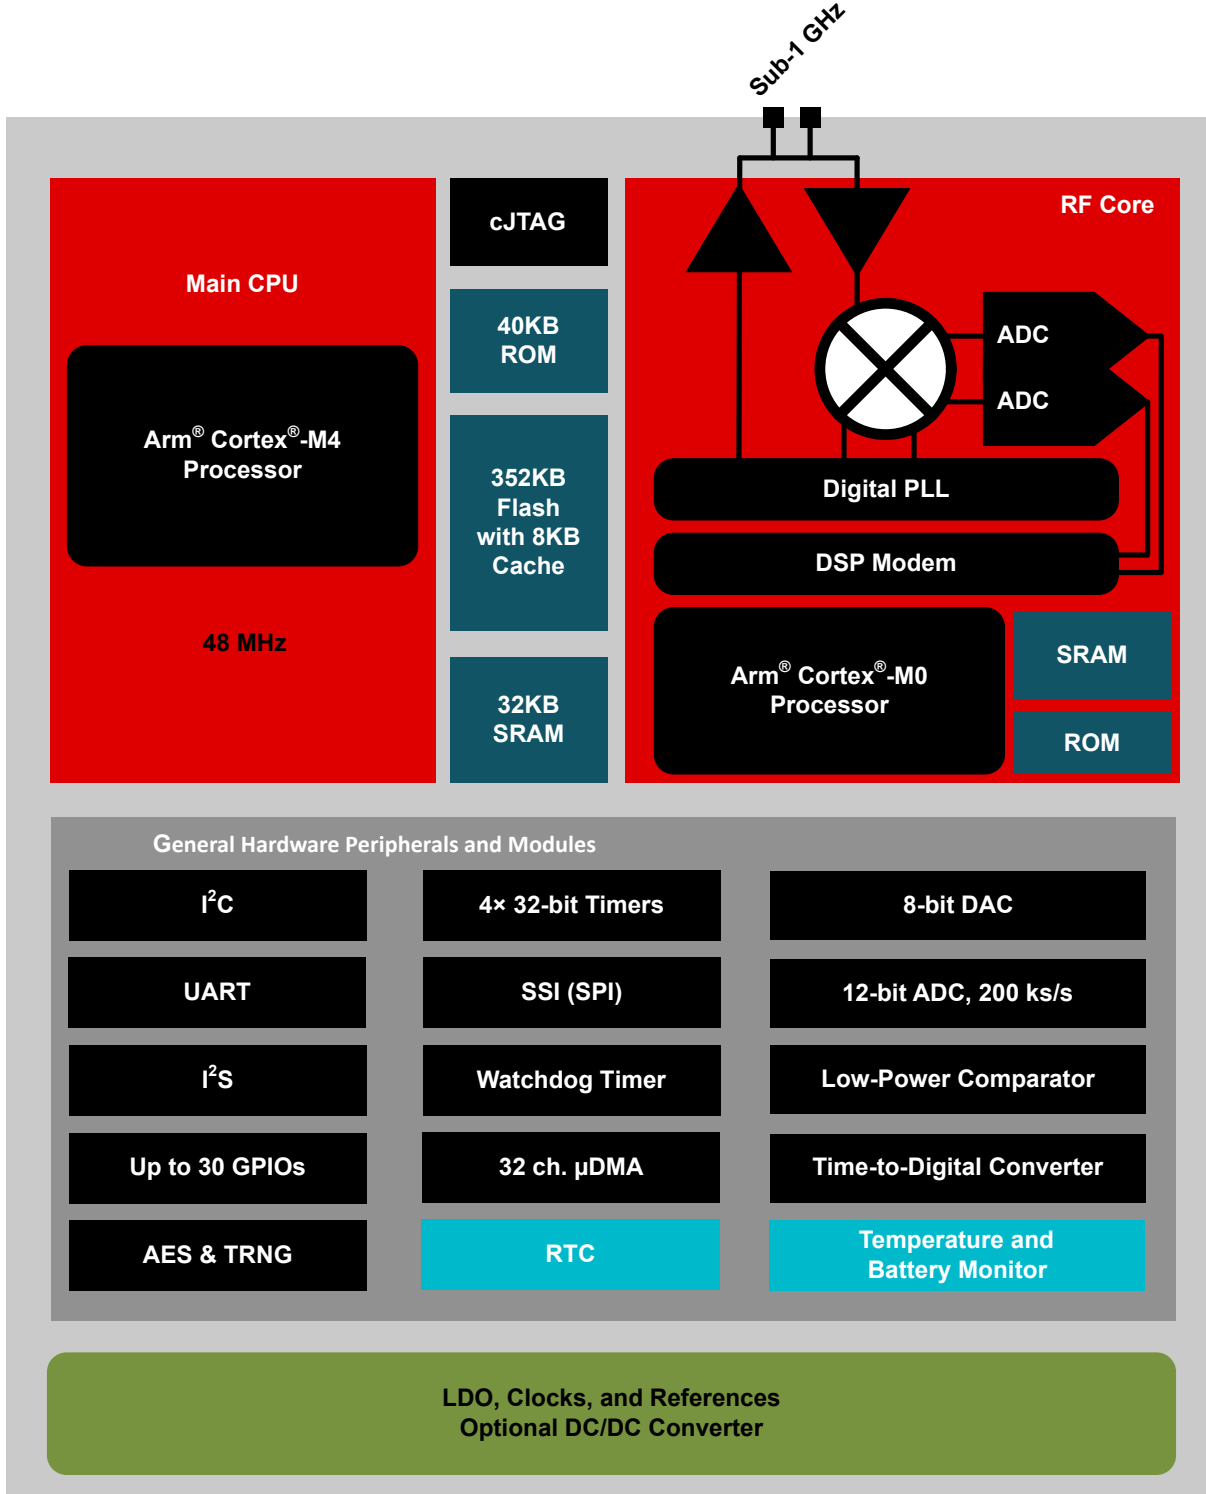 Sub-1 GHz
Main CPU
Arm® Cortex®-M4
Processor
48 MHz
cJTAG
40KB
ROM
352KB
Flash
with 8KB
Cache
32KB
SRAM
RF Core
ADC
ADC
Digital PLL
DSP Modem
Arm® Cortex®-M0
Processor
SRAM
ROM
General Hardware Peripherals and Modules
I²C
4× 32-bit Timers
8-bit DAC
UART
SSI (SPI)
12-bit ADC, 200 ks/s
I²S
Watchdog Timer
Low-Power Comparator
Up to 30 GPIOs
32 ch. µDMA
Time-to-Digital Converter
AES & TRNG
RTC
Temperature and
Battery Monitor
LDO, Clocks, and References
Optional DC/DC Converter